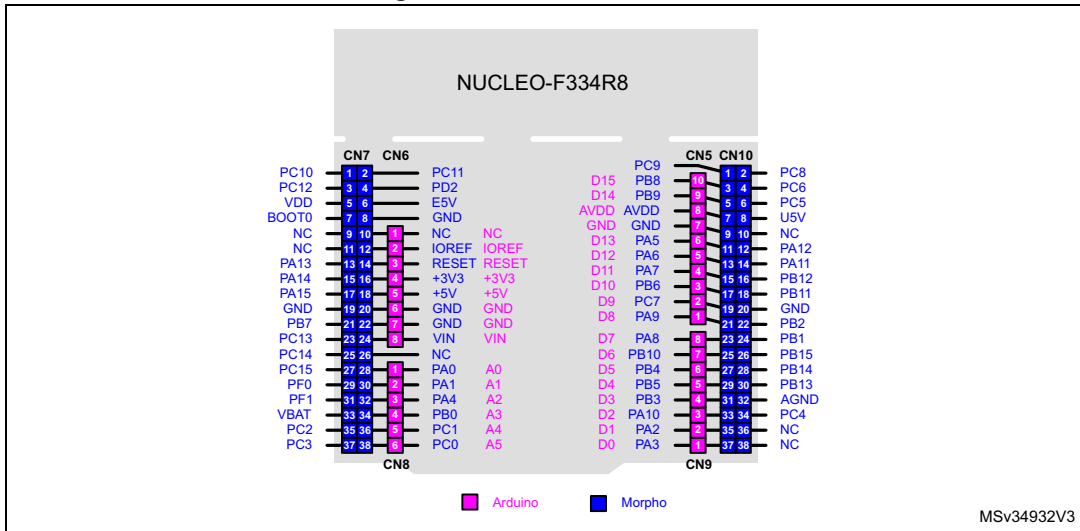 NUCLEO-F334R8
CN7 CN6 CN5 CN10
PC9
PC10 1 2 PC11 1 2 PC8
D15 PB8 10
PC12 3 4 PD2 3 4 PC6
D14 PB9 9
VDD 5 6 E5V 5 6 PC5
AVDD AVDD 8
BOOT0 7 8 GND 7 8 U5V
GND GND 7
NC 9 10 1 NC NC 9 10 NC
D13 PA5 6
NC 11 12 2 IOREF IOREF 11 12 PA12
D12 PA6 5
PA13 13 14 3 RESET RESET 13 14 PA11
D11 PA7 4
PA14 15 16 4 +3V3 +3V3 15 16 PB12
D10 PB6 3
PA15 17 18 5 +5V +5V 17 18 PB11
D9 PC7 2
GND 19 20 6 GND GND 19 20 GND
D8 PA9 1
PB7 21 22 7 GND GND 21 22 PB2
PC13 23 24 8 VIN VIN D7 PA8 8 23 24 PB1
PC14 25 26 NC D6 PB10 7 25 26 PB15
PC15 27 28 1 PA0 A0 D5 PB4 6 27 28 PB14
PF0 29 30 2 PA1 A1 D4 PB5 5 29 30 PB13
PF1 31 32 3 PA4 A2 D3 PB3 4 31 32 AGND
VBAT 33 34 4 PB0 A3 D2 PA10 3 33 34 PC4
PC2 35 36 5 PC1 A4 D1 PA2 2 35 36 NC
PC3 37 38 6 PC0 A5 D0 PA3 1 37 38 NC
CN8 CN9
Arduino Morpho
MSv34932V3